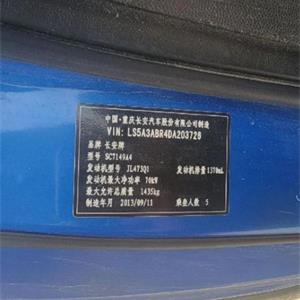 中国·重庆长安汽车股份有限公司制造
VIN: LS5A3ABR4DA203728
品牌 长安牌
型号 SC7149A4
发动机型号 JL473Q1 发动机排量 1370mL
发动机最大净功率 70kW
最大允许总质量 1435kg
制造年月 2013/09/11 乘坐人数 5